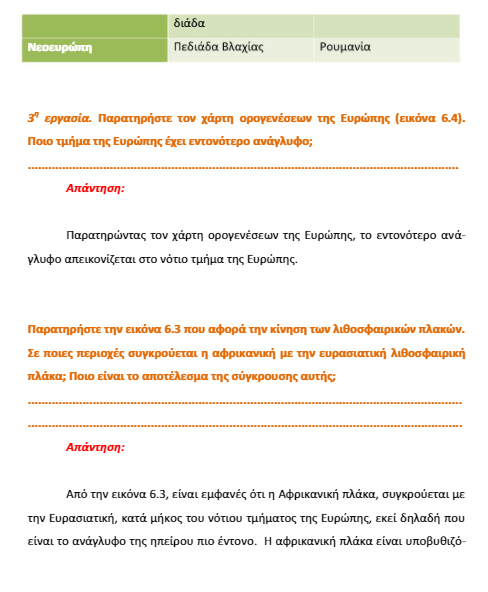 διάδα
Νεοευρώπη Πεδιάδα Βλαχίας Ρουμανία
3η εργασία. Παρατηρήστε τον χάρτη ορογενέσεων της Ευρώπης (εικόνα 6.4).
Ποιο τμήμα της Ευρώπης έχει εντονότερο ανάγλυφο;
Απάντηση:
Παρατηρώντας τον χάρτη ορογενέσεων της Ευρώπης, το εντονότερο ανά-
γλυφο απεικονίζεται στο νότιο τμήμα της Ευρώπης.
Παρατηρήστε την εικόνα 6.3 που αφορά την κίνηση των λιθοσφαιρικών πλακών.
Σε ποιες περιοχές συγκρούεται η αφρικανική με την ευρασιατική λιθοσφαιρική
πλάκα; Ποιο είναι το αποτέλεσμα της σύγκρουσης αυτής;
Απάντηση:
Από την εικόνα 6.3, είναι εμφανές ότι η Αφρικανική πλάκα, συγκρούεται με
την Ευρασιατική, κατά μήκος του νότιου τμήματος της Ευρώπης, εκεί δηλαδή που
είναι το ανάγλυφο της ηπείρου πιο έντονο. Η αφρικανική πλάκα είναι υποβυθιζό-